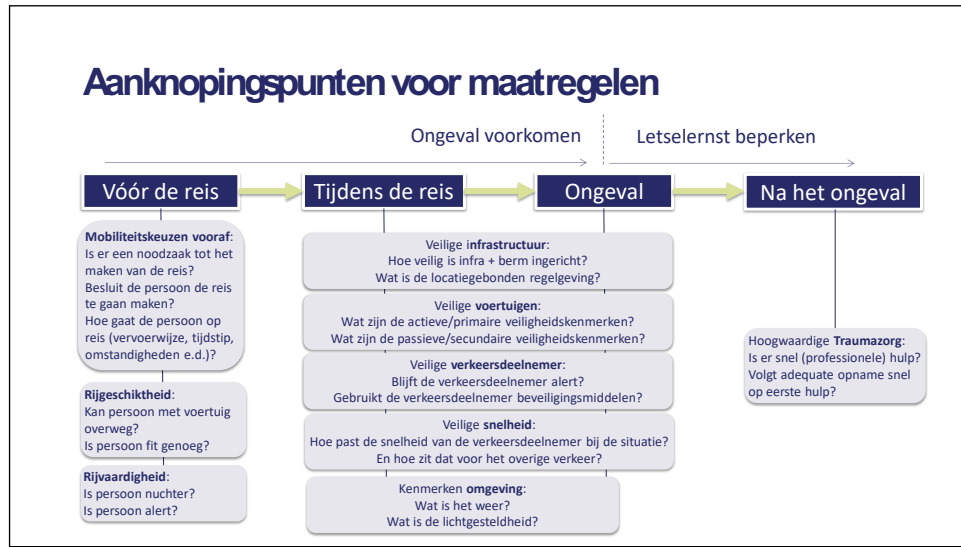 Aanknopingspunten voor maatregelen
Ongeval voorkomen
Letselernst beperken
Vóór de reis
Tijdens de reis
Ongeval
Na het ongeval
Mobiliteitskeuzen vooraf:
Is er een noodzaak tot het
maken van de reis?
Besluit de persoon de reis
te gaan maken?
Hoe gaat de persoon op
reis (vervoerwijze, tijdstip,
omstandigheden e.d.)?
Rijgeschiktheid:
Kan persoon met voertuig
overweg?
Is persoon fit genoeg?
Rijvaardigheid:
Is persoon nuchter?
Is persoon alert?
Veilige infrastructuur:
Hoe veilig is infra + berm ingericht?
Wat is de locatiegebonden regelgeving?
Veilige voertuigen:
Wat zijn de actieve/primaire veiligheidskenmerken?
Wat zijn de passieve/secundaire veiligheidskenmerken?
Veilige verkeersdeelnemer:
Blijft de verkeersdeelnemer alert?
Gebruikt de verkeersdeelnemer beveiligingsmiddelen?
Veilige snelheid:
Hoe past de snelheid van de verkeersdeelnemer bij de situatie?
En hoe zit dat voor het overige verkeer?
Kenmerken omgeving:
Wat is het weer?
Wat is de lichtgesteldheid?
Hoogwaardige Traumazorg:
Is er snel (professionele) hulp?
Volgt adequate opname snel
op eerste hulp?